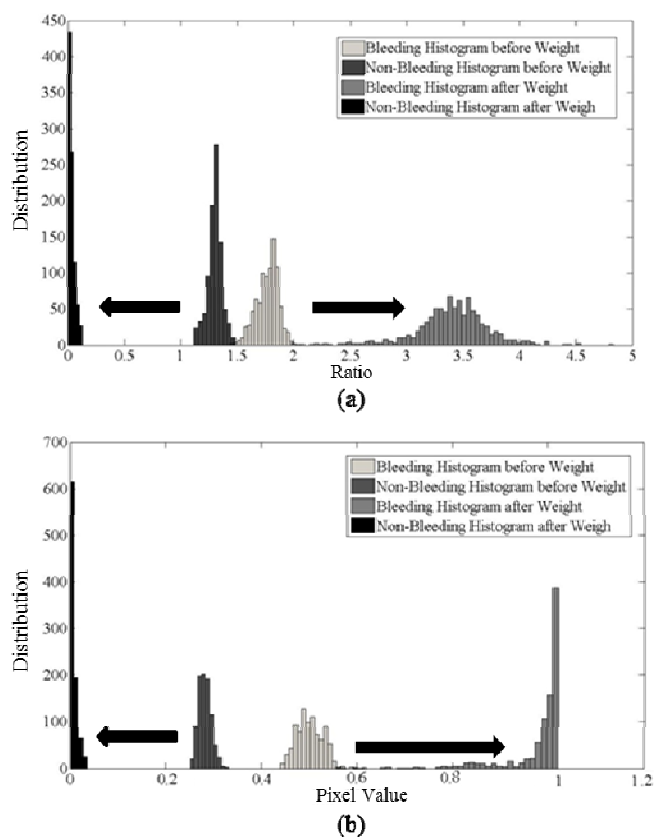 450
400
350
300
250
200
150
100
50
0
Distribution
Bleeding Histogram before Weight
Non-Bleeding Histogram before Weight
Bleeding Histogram after Weight
Non-Bleeding Histogram after Weigh
0 0.5 1 1.5 2 2.5 3 3.5 4 4.5 5
Ratio
(a)
700
600
500
400
300
200
100
0
Distribution
Bleeding Histogram before Weight
Non-Bleeding Histogram before Weight
Bleeding Histogram after Weight
Non-Bleeding Histogram after Weigh
0 0.2 0.4 0.6 0.8 1 1.2
Pixel Value
(b)